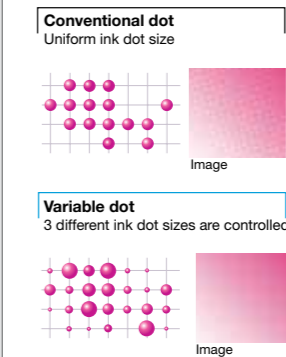 Conventional dot
Uniform ink dot size
Image
Variable dot
3 different ink dot sizes are controlled
Image